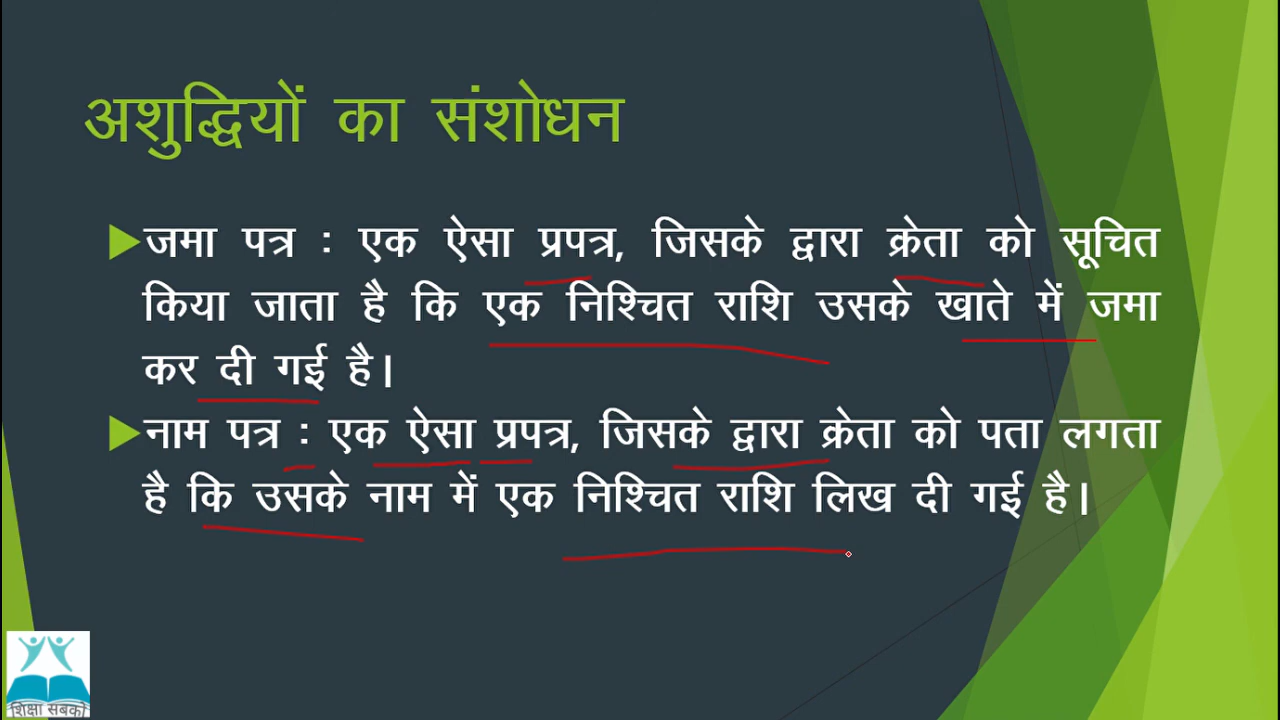 अशुद्धियों का संशोधन
जमा पत्र : एक ऐसा प्रपत्र, जिसके द्वारा क्रेता को सूचित
किया जाता है कि एक निश्चित राशि उसके खाते में जमा
कर दी गई है।
नाम पत्र : एक ऐसा प्रपत्र, जिसके द्वारा क्रेता को पता लगता
है कि उसके नाम में एक निश्चित राशि लिख दी गई है।
शिक्षा सबकी